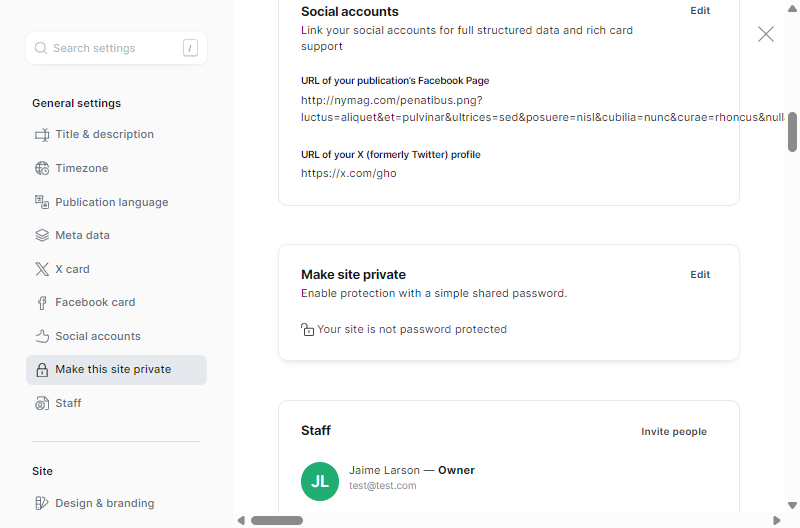 Search settings
/
General settings
Title & description
Timezone
Publication language
Meta data
X card
Facebook card
Social accounts
Make this site private
Staff
Site
Design & branding
Social accounts
Edit
Link your social accounts for full structured data and rich card
support
URL of your publication's Facebook Page
http://nymag.com/penatibus.png?
luctus=aliquet&et=pulvinar&ultrices=sed&posuere=nisl&cubilia=nunc&curae=rhoncus&null
URL of your X (formerly Twitter) profile
https://x.com/gho
Make site private
Edit
Enable protection with a simple shared password.
Your site is not password protected
Staff
Invite people
JL
Jaime Larson — Owner
test@test.com